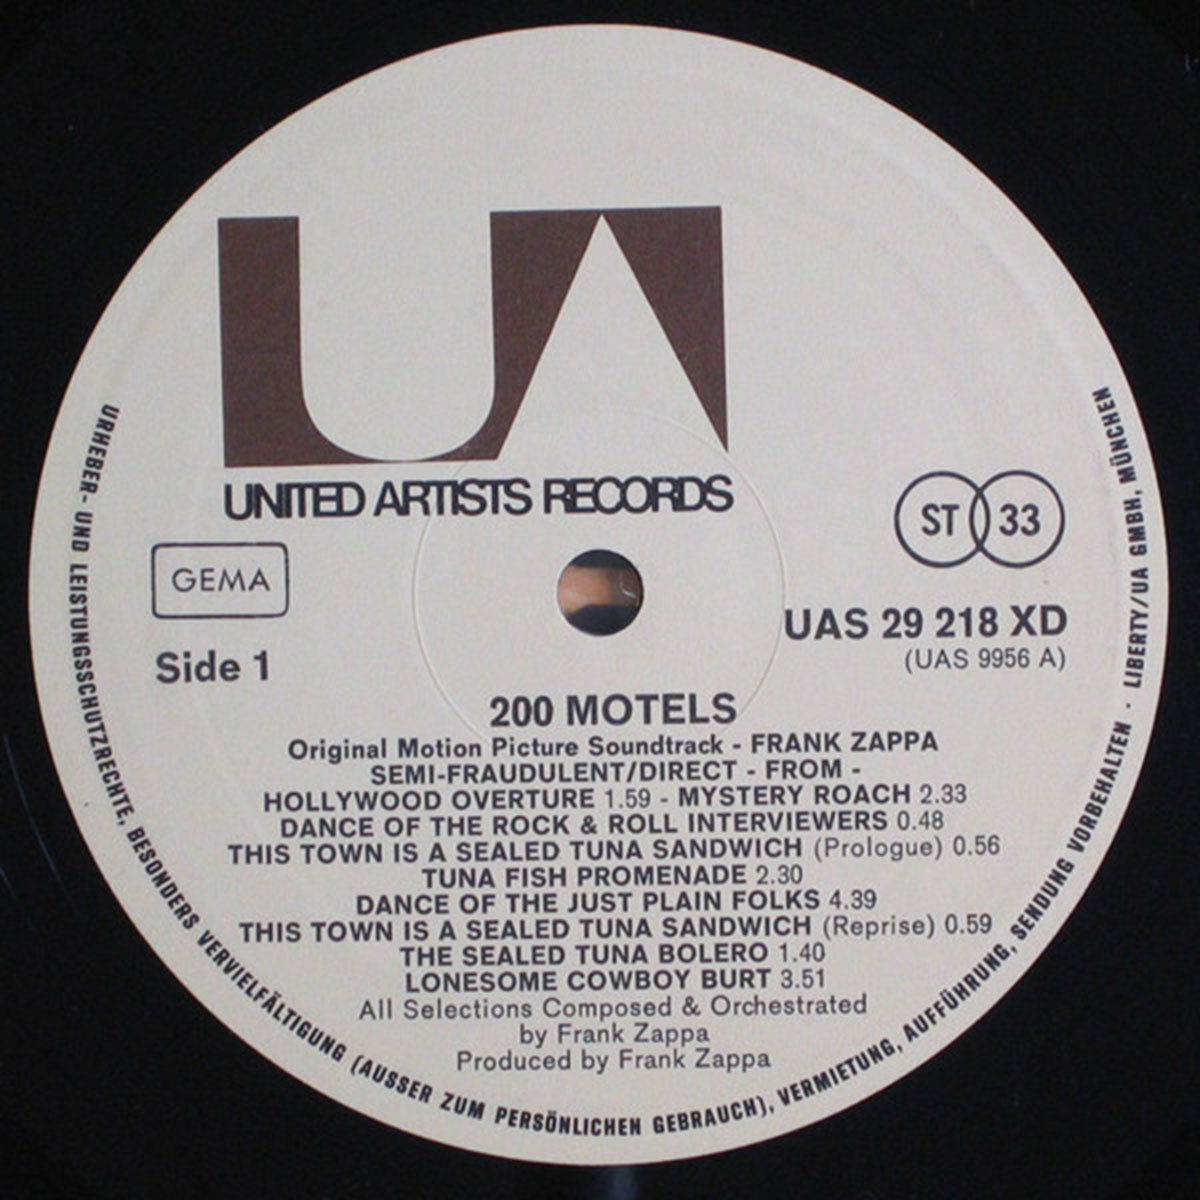 UA
UNITED ARTISTS RECORDS
GEMA
ST 33
Side 1
UAS 29 218 XD
(UAS 9956 A)
200 MOTELS
Original Motion Picture Soundtrack - FRANK ZAPPA
SEMI-FRAUDULENT/DIRECT - FROM -
HOLLYWOOD OVERTURE 1.59 - MYSTERY ROACH 2.33
DANCE OF THE ROCK & ROLL INTERVIEWERS 0.48
THIS TOWN IS A SEALED TUNA SANDWICH (Prologue) 0.56
TUNA FISH PROMENADE 2.30
DANCE OF THE JUST PLAIN FOLKS 4.39
THIS TOWN IS A SEALED TUNA SANDWICH (Reprise) 0.59
THE SEALED TUNA BOLERO 1.40
LONESOME COWBOY BURT 3.51
All Selections Composed & Orchestrated
by Frank Zappa
Produced by Frank Zappa
URHEBER- UND LEISTUNGSSCHUTZRECHTE, BESONDERS VERVIELFÄLTIGUNG (AUSSER ZUM PERSÖNLICHEN GEBRAUCH), VERMIETUNG, AUFFÜHRUNG, SENDUNG VORBEHALTEN · LIBERTY/UA GMBH, MÜNCHEN